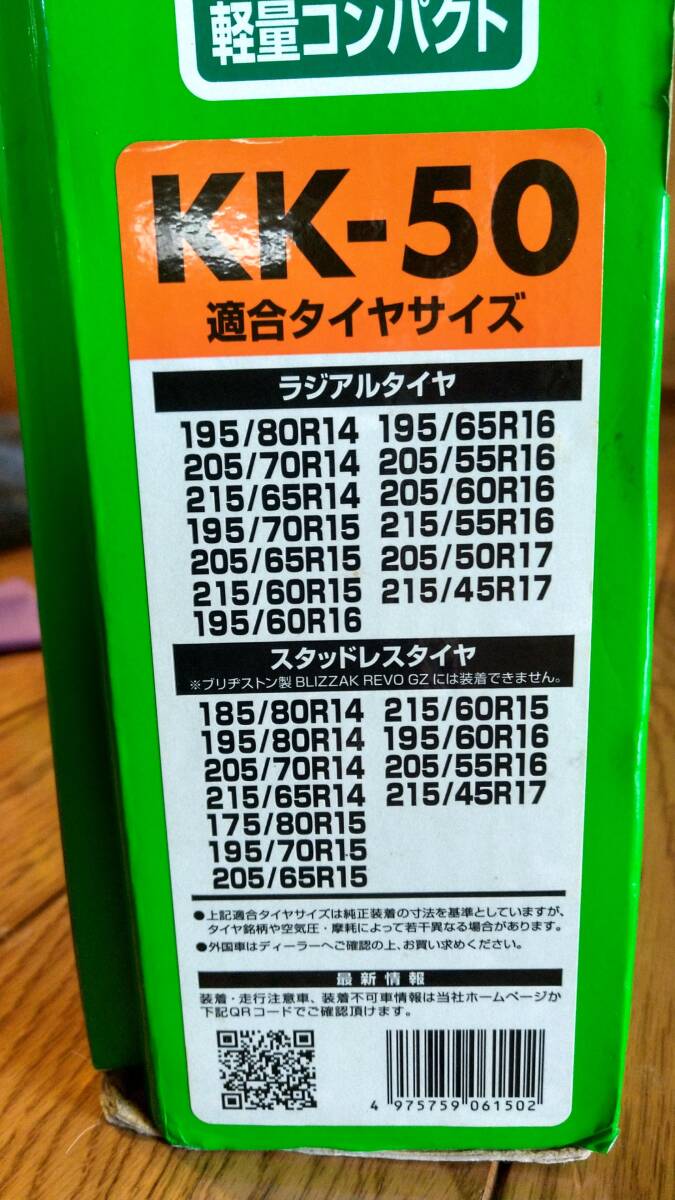 軽量コンパクト
KK-50
適合タイヤサイズ
ラジアルタイヤ
195/80R14 195/65R16
205/70R14 205/55R16
215/65R14 205/60R16
195/70R15 215/55R16
205/65R15 205/50R17
215/60R15 215/45R17
195/60R16
スタッドレスタイヤ
※ブリヂストン製 BLIZZAK REVO GZ には装着できません。
185/80R14 215/60R15
195/80R14 195/60R16
205/70R14 205/55R16
215/65R14 215/45R17
175/80R15
195/70R15
205/65R15
●上記適合タイヤサイズは純正装着の寸法を基準としていますが、
タイヤ銘柄や空気圧・摩耗によって若干異なる場合があります。
●外国車はディーラーへご確認の上、お買い求めください。
最新情報
装着・走行注意車、装着不可車情報は当社ホームページか
下記QRコードでご確認頂けます。
4 975759 061502